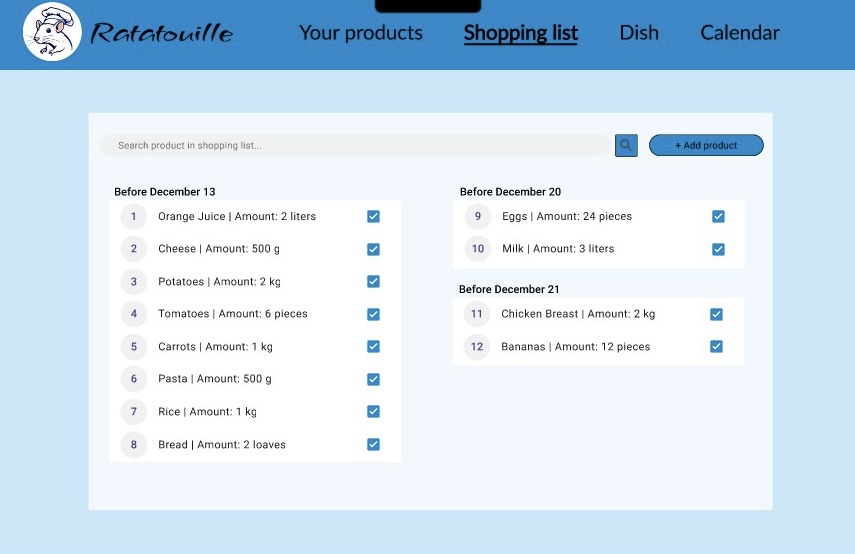 Ratatouille
Your products
Shopping list
Dish
Calendar
Search product in shopping list...
+ Add product
Before December 13
1 Orange Juice | Amount: 2 liters
2 Cheese | Amount: 500 g
3 Potatoes | Amount: 2 kg
4 Tomatoes | Amount: 6 pieces
5 Carrots | Amount: 1 kg
6 Pasta | Amount: 500 g
7 Rice | Amount: 1 kg
8 Bread | Amount: 2 loaves
Before December 20
9 Eggs | Amount: 24 pieces
10 Milk | Amount: 3 liters
Before December 21
11 Chicken Breast | Amount: 2 kg
12 Bananas | Amount: 12 pieces